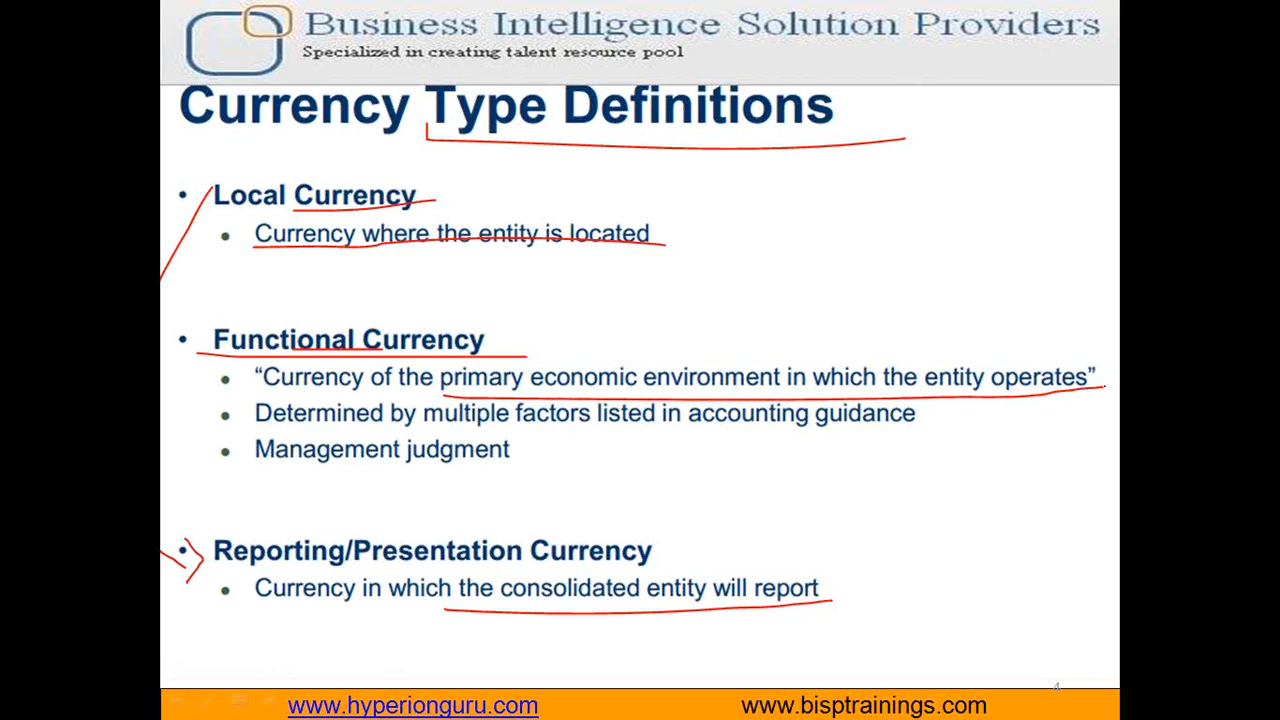 Business Intelligence Solution Providers
Specialized in creating talent resource pool
Currency Type Definitions
• Local Currency
• Currency where the entity is located
• Functional Currency
• “Currency of the primary economic environment in which the entity operates”
• Determined by multiple factors listed in accounting guidance
• Management judgment
• Reporting/Presentation Currency
• Currency in which the consolidated entity will report
4
www.hyperionguru.com
www.bisptrainings.com